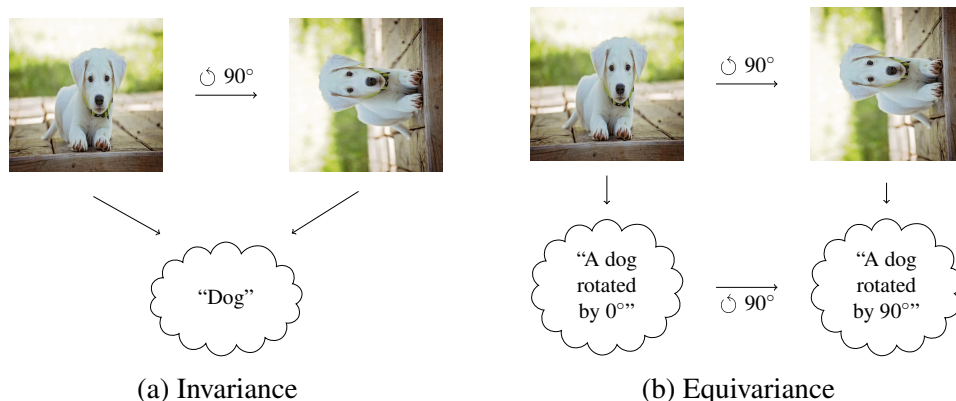 ↺ 90°
↺ 90°
“Dog”
“A dog
rotated
by 0°”
↺ 90°
“A dog
rotated
by 90°”
(a) Invariance
(b) Equivariance